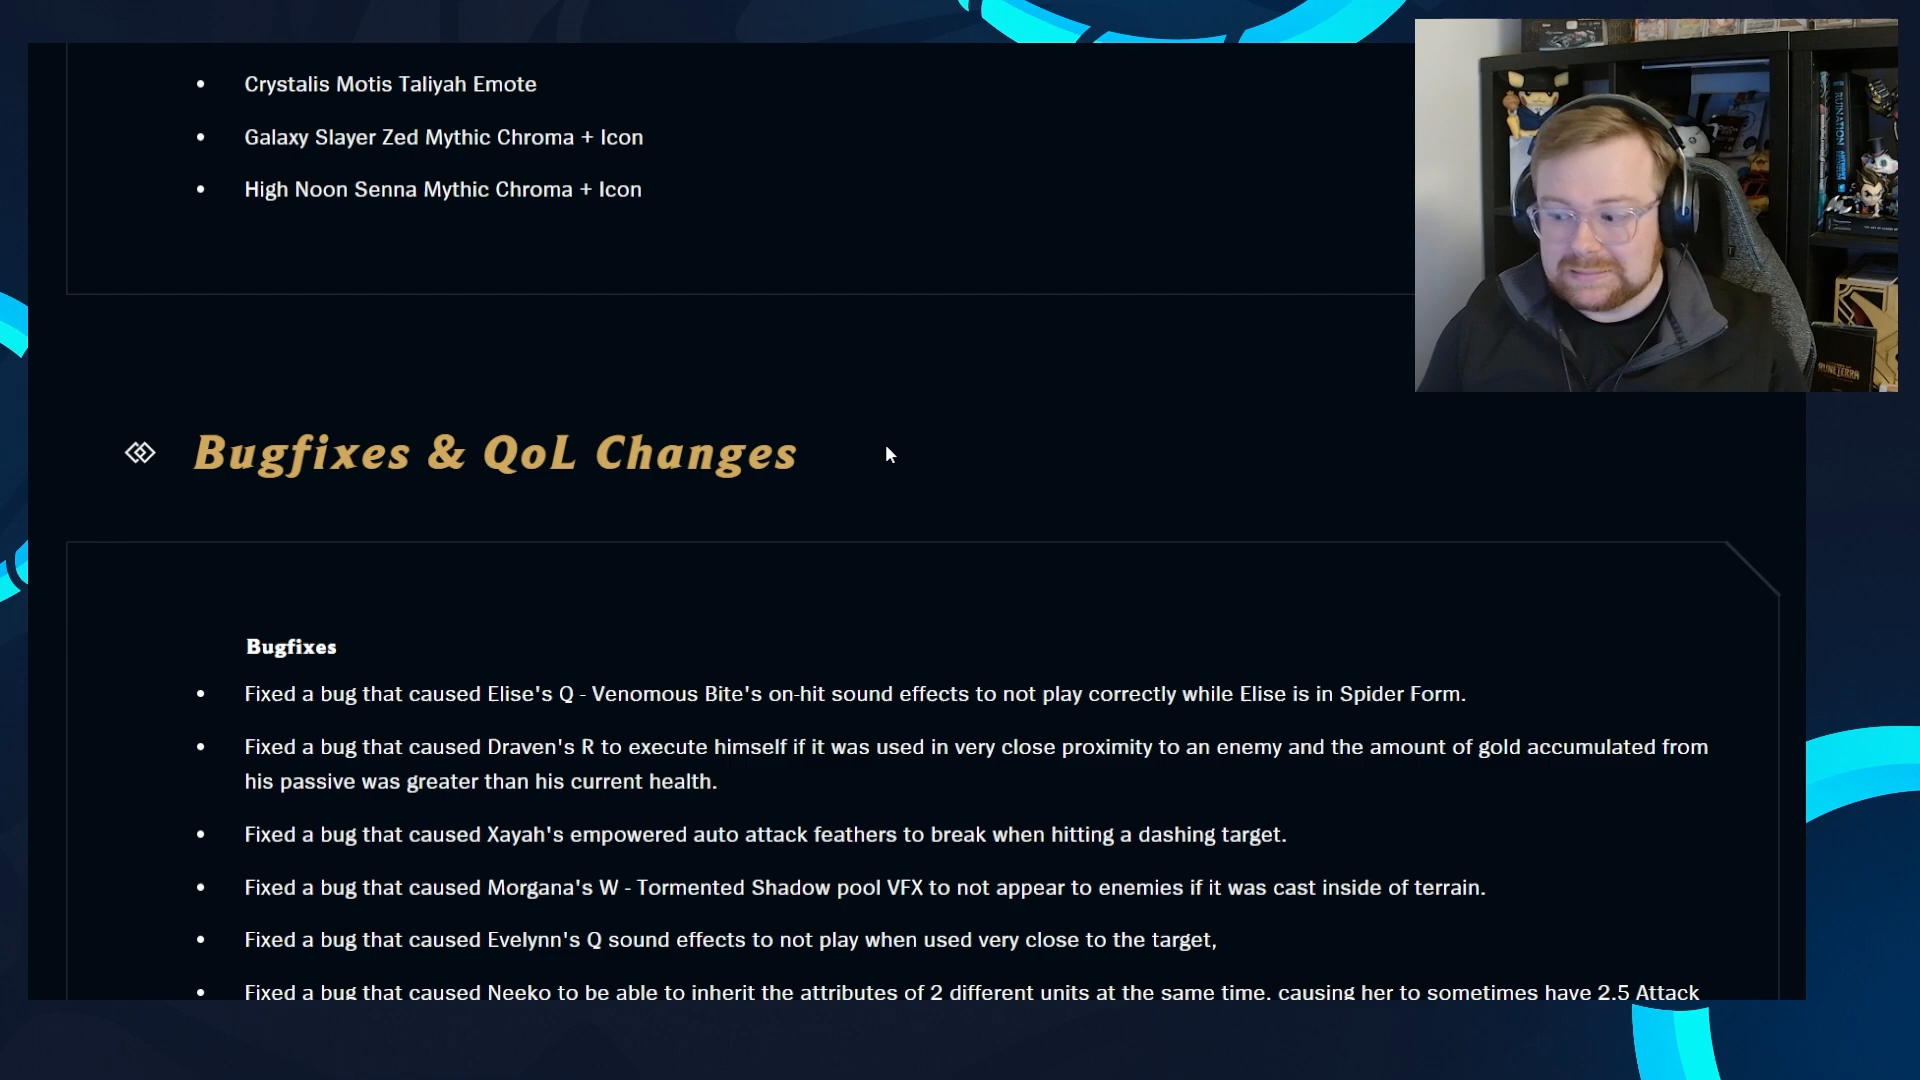 Crystalis Motis Taliyah Emote
Galaxy Slayer Zed Mythic Chroma + Icon
High Noon Senna Mythic Chroma + Icon
Bugfixes & QoL Changes
Bugfixes
Fixed a bug that caused Elise's Q - Venomous Bite's on-hit sound effects to not play correctly while Elise is in Spider Form.
Fixed a bug that caused Draven's R to execute himself if it was used in very close proximity to an enemy and the amount of gold accumulated from
his passive was greater than his current health.
Fixed a bug that caused Xayah's empowered auto attack feathers to break when hitting a dashing target.
Fixed a bug that caused Morgana's W - Tormented Shadow pool VFX to not appear to enemies if it was cast inside of terrain.
Fixed a bug that caused Evelynn's Q sound effects to not play when used very close to the target,
Fixed a bug that caused Neeko to be able to inherit the attributes of 2 different units at the same time, causing her to sometimes have 2.5 Attack
RUINATION
RUNETERRA